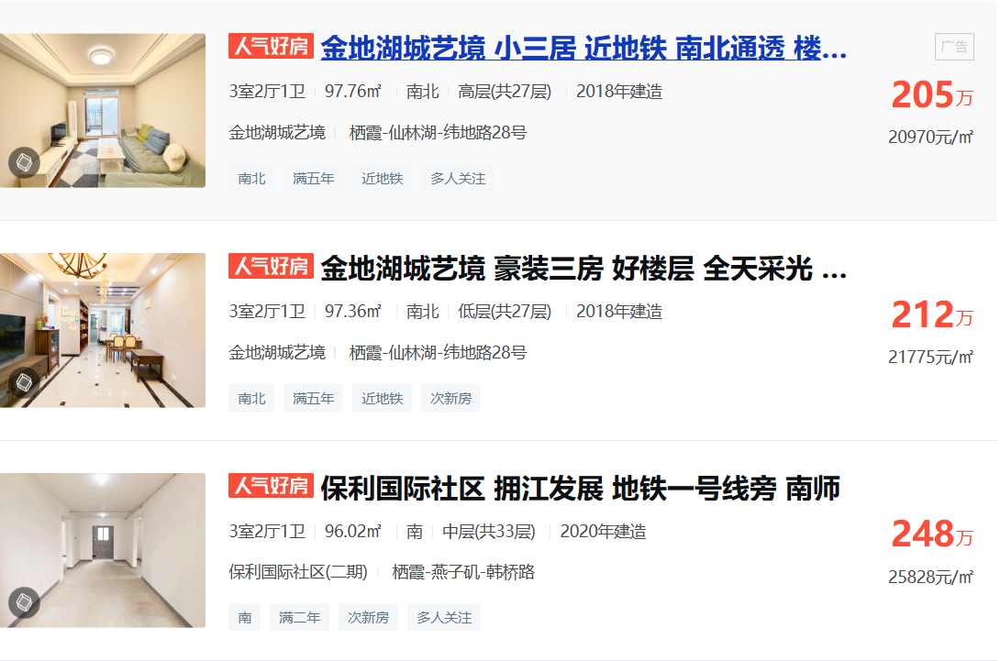 人气好房 金地湖城艺境 小三居 近地铁 南北通透 楼...
广告
3室2厅1卫 97.76㎡ 南北 高层(共27层) 2018年建造
205万
金地湖城艺境 栖霞-仙林湖-纬地路28号
20970元/㎡
南北 满五年 近地铁 多人关注
人气好房 金地湖城艺境 豪装三房 好楼层 全天采光 ...
3室2厅1卫 97.36㎡ 南北 低层(共27层) 2018年建造
212万
金地湖城艺境 栖霞-仙林湖-纬地路28号
21775元/㎡
南北 满五年 近地铁 次新房
人气好房 保利国际社区 拥江发展 地铁一号线旁 南师
3室2厅1卫 96.02㎡ 南 中层(共33层) 2020年建造
248万
保利国际社区(二期) 栖霞-燕子矶-韩桥路
25828元/㎡
南 满二年 次新房 多人关注